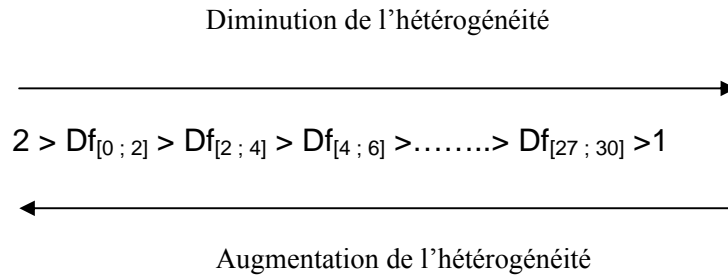 Diminution de l’hétérogénéité
2 > Df[0 ; 2] > Df[2 ; 4] > Df[4 ; 6] >……..> Df[27 ; 30] >1
Augmentation de l’hétérogénéité